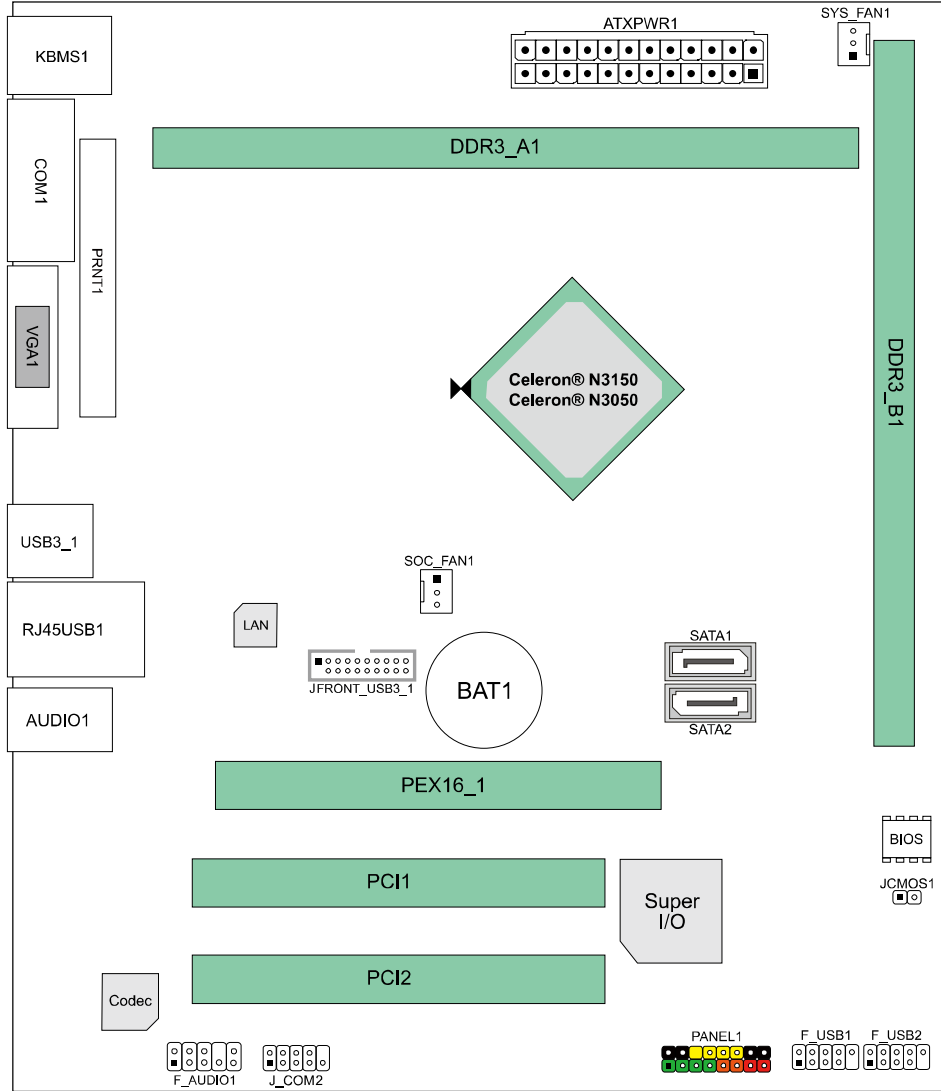 SYS_FAN1
ATXPWR1
KBMS1
DDR3_A1
COM1
PRNT1
VGA1
DDR3_B1
Celeron® N3150
Celeron® N3050
USB3_1
SOC_FAN1
RJ45USB1
LAN
SATA1
JFRONT_USB3_1
BAT1
AUDIO1
SATA2
PEX16_1
BIOS
PCI1
JCMOS1
Super
I/O
PCI2
Codec
PANEL1
F_USB1
F_USB2
F_AUDIO1
J_COM2